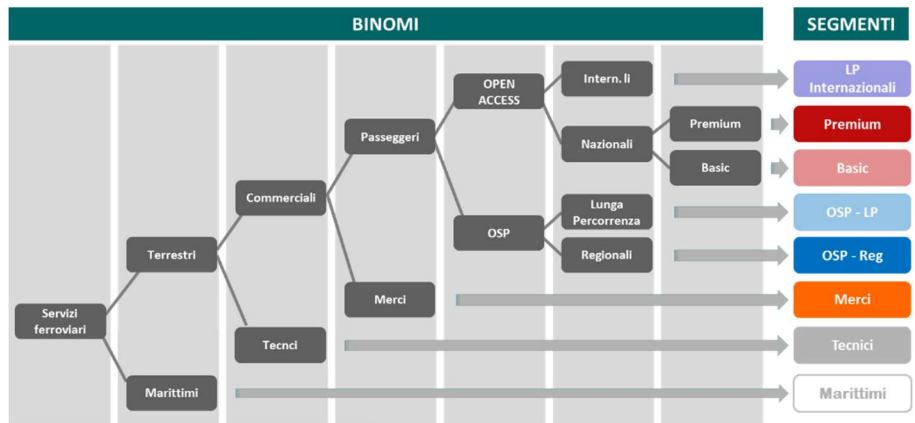 BINOMI
SEGMENTI
OPEN
ACCESS
Intern. li
LP
Internazionali
Passeggeri
Nazionali
Premium
Premium
Basic
Basic
Commerciali
OSP
Lunga
Percorrenza
OSP - LP
Terrestri
Regionali
OSP - Reg
Servizi
ferroviari
Merci
Merci
Tecnci
Tecnici
Marittimi
Marittimi